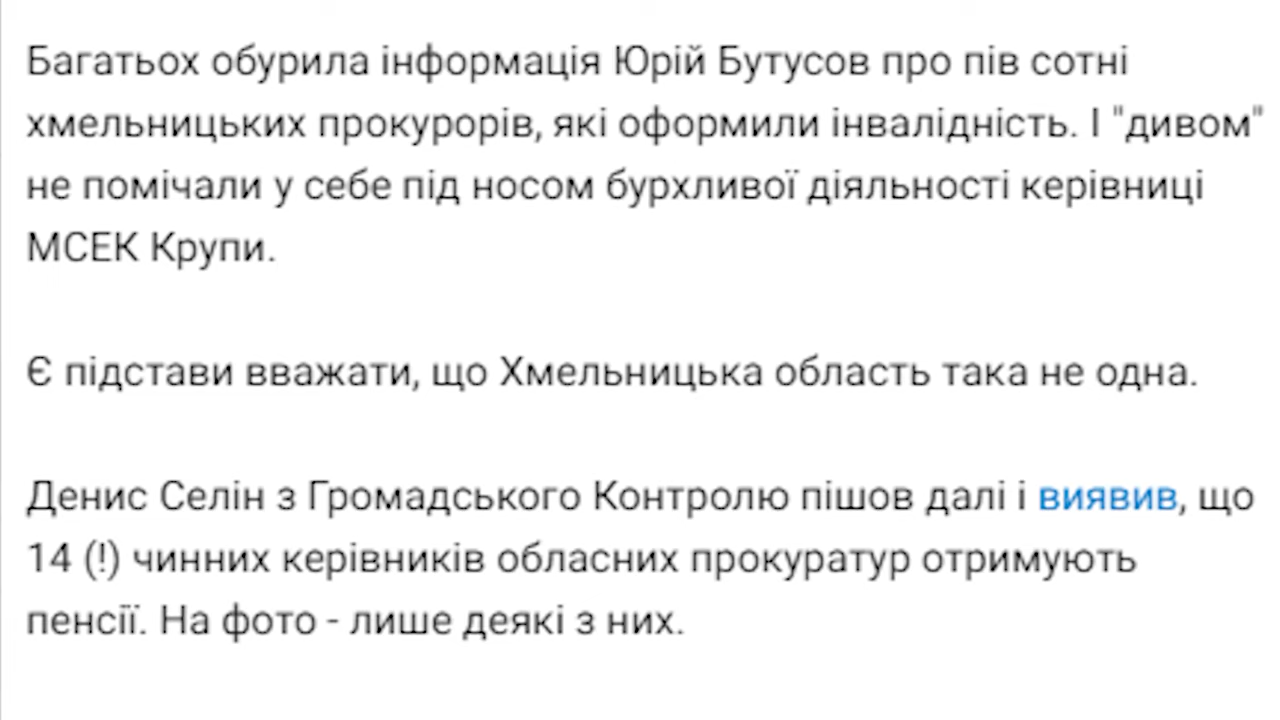 Багатьох обурила інформація Юрій Бутусов про пів сотні
хмельницьких прокурорів, які оформили інвалідність. І "дивом"
не помічали у себе під носом бурхливої діяльності керівниці
МСЕК Крупи.
Є підстави вважати, що Хмельницька область така не одна.
Денис Селін з Громадського Контролю пішов далі і виявив, що
14 (!) чинних керівників обласних прокуратур отримують
пенсії. На фото - лише деякі з них.